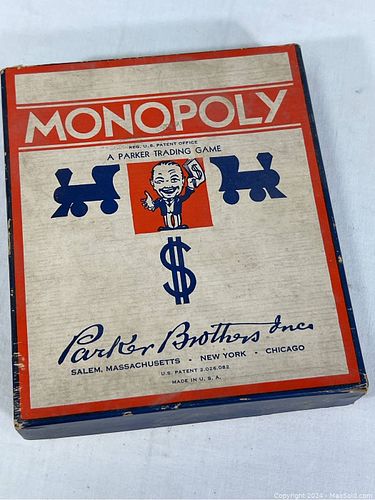 MONOPOLY
REG. U.S. PATENT OFFICE
A PARKER TRADING GAME
$
$
Parker Brothers Inc.
SALEM, MASSACHUSETTS • NEW YORK • CHICAGO
U.S. PATENT 2,026,082
MADE IN U. S. A.
Copyright 2024 - MaxSold.com